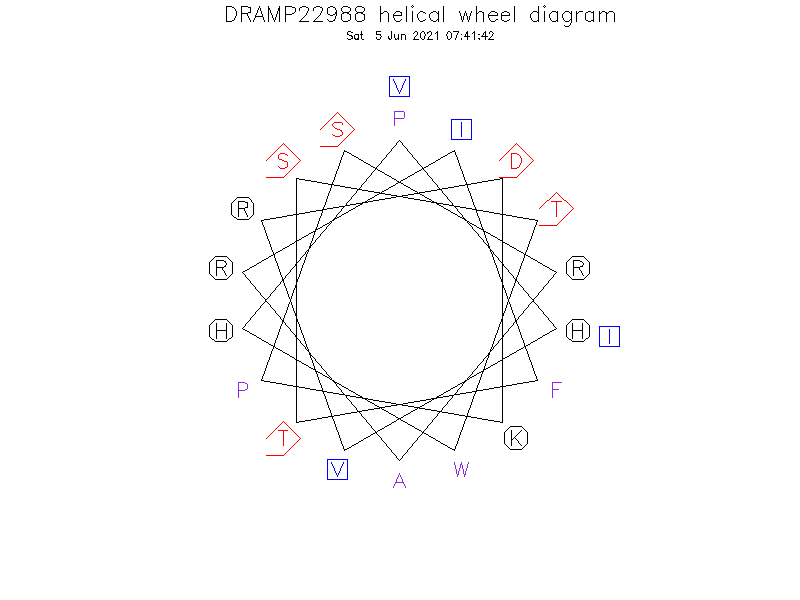 DRAMP22988 helical wheel diagram
Sat 5 Jun 2021 07:41:42
V
P
S I
S D
R T
R R
H H I
P F
T K
V W
A